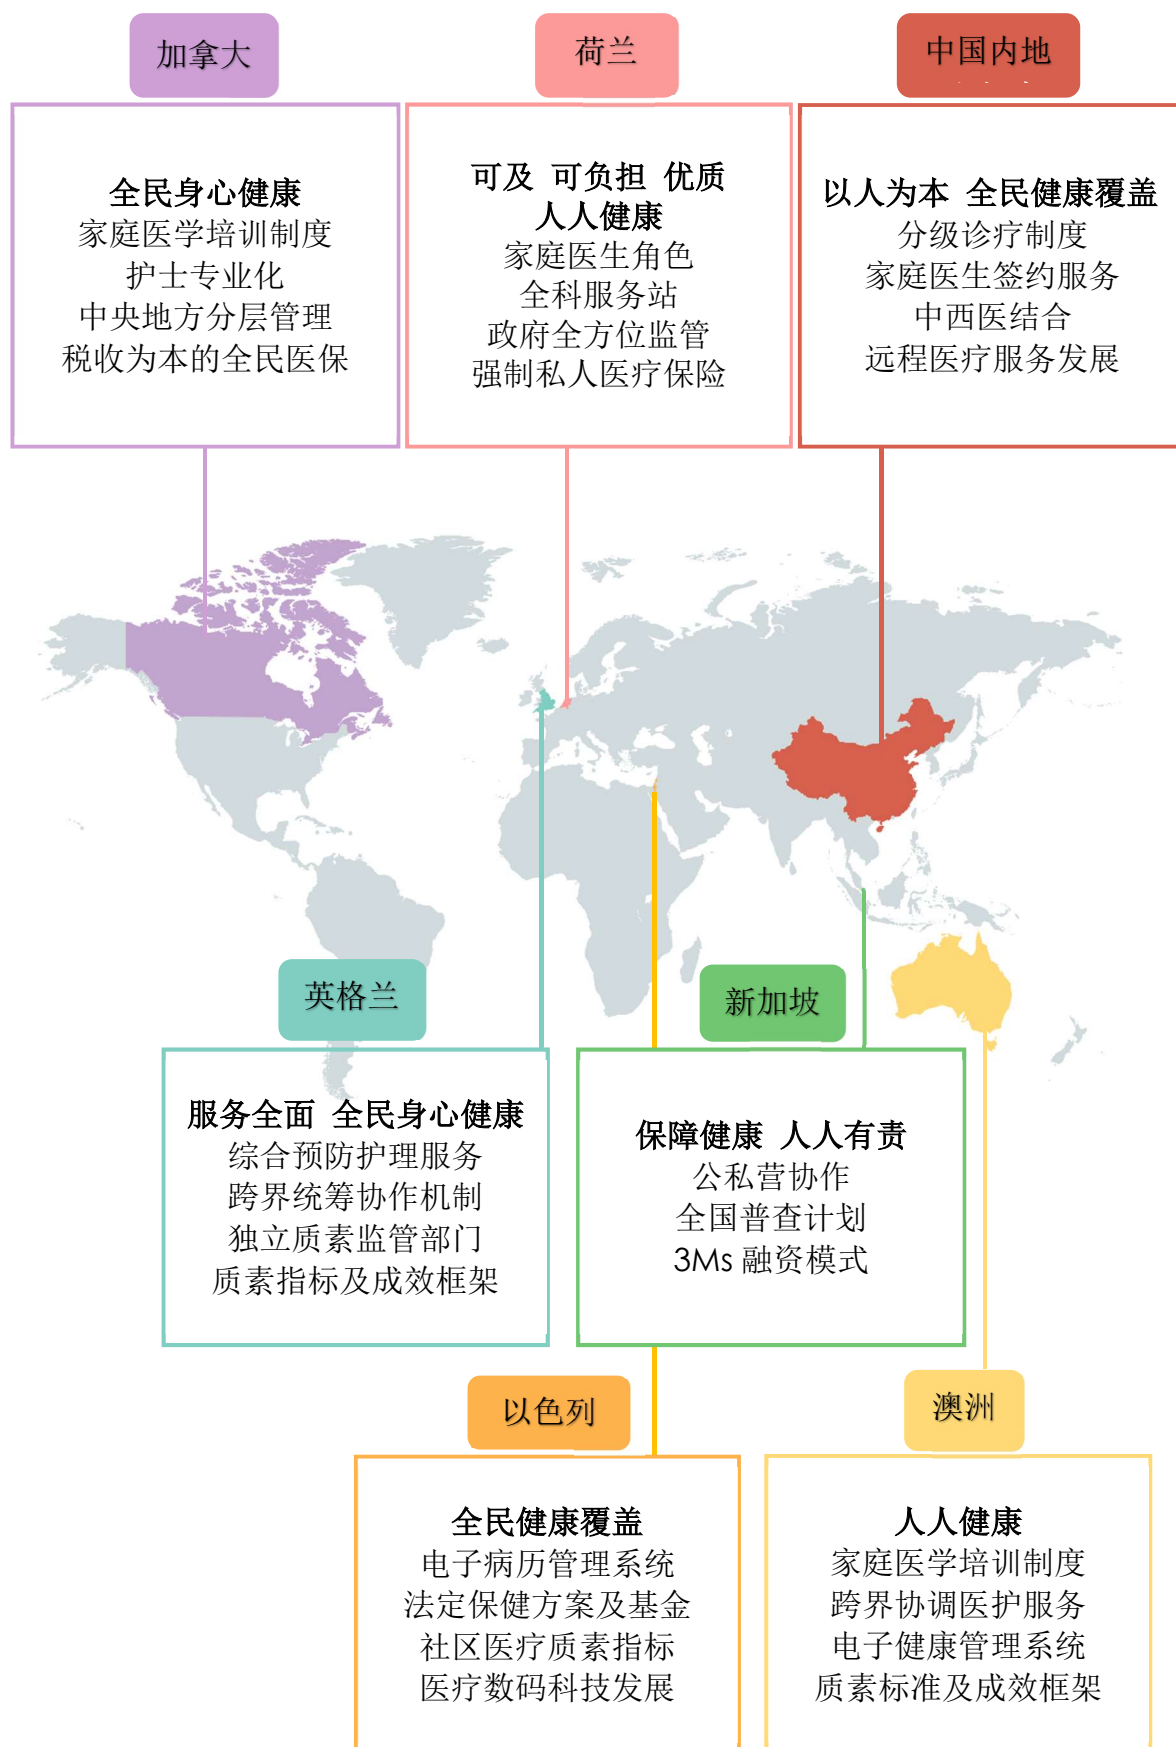 加拿大
全民身心健康
家庭医学培训制度
护士专业化
中央地方分层管理
税收为本的全民医保
荷兰
可及 可负担 优质
人人健康
家庭医生角色
全科服务站
政府全方位监管
强制私人医疗保险
中国内地
以人为本 全民健康覆盖
分级诊疗制度
家庭医生签约服务
中西医结合
远程医疗服务发展
英格兰
服务全面 全民身心健康
综合预防护理服务
跨界统筹协作机制
独立质素监管部门
质素指标及成效框架
新加坡
保障健康 人人有责
公私营协作
全国普查计划
3Ms 融资模式
以色列
全民健康覆盖
电子病历管理系统
法定保健方案及基金
社区医疗质素指标
医疗数码科技发展
澳洲
人人健康
家庭医学培训制度
跨界协调医护服务
电子健康管理系统
质素标准及成效框架